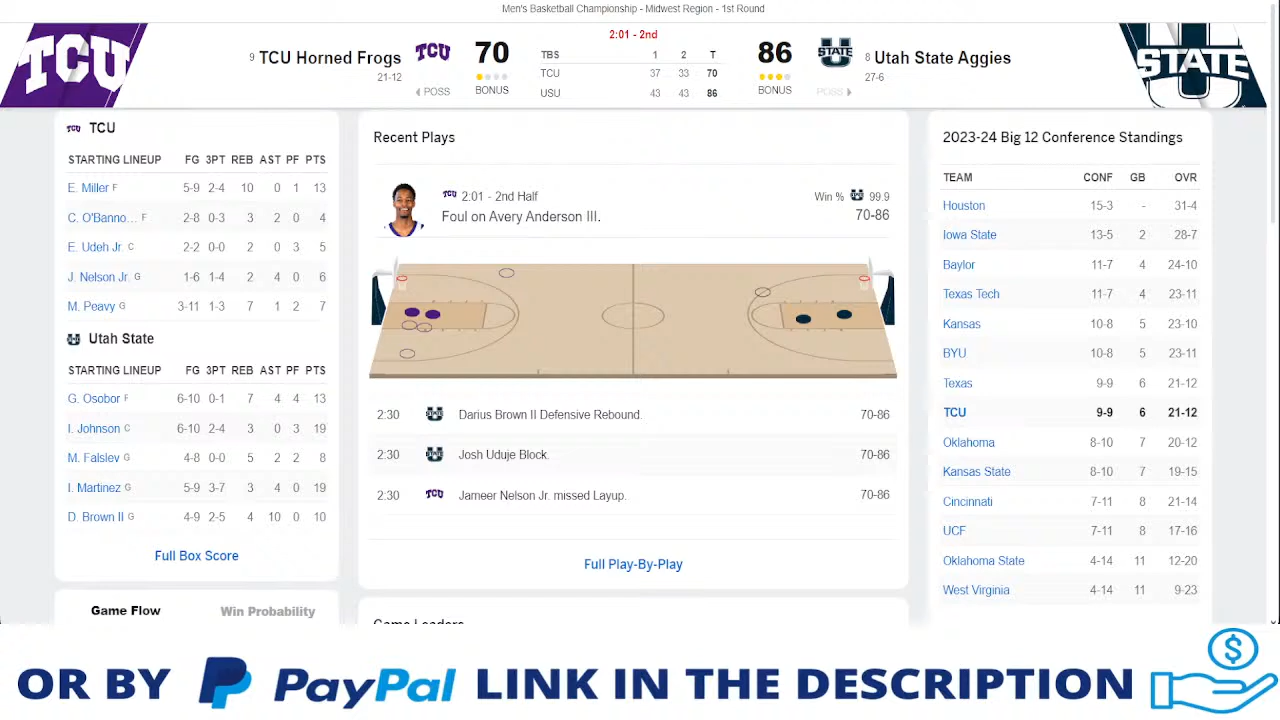 Men's Basketball Championship - Midwest Region - 1st Round
TCU
9 TCU Horned Frogs
21-12
TCU
70
POSS
BONUS
2:01 - 2nd
TBS 1 2 T
TCU 37 33 70
USU 43 43 86
86
BONUS
STATE
8 Utah State Aggies
27-6
POSS
STATE
TCU TCU
STARTING LINEUP FG 3PT REB AST PF PTS
E. Miller F 5-9 2-4 10 0 1 13
C. O'Banno... F 2-8 0-3 3 2 0 4
E. Udeh Jr. C 2-2 0-0 2 0 3 5
J. Nelson Jr. G 1-6 1-4 2 4 0 6
M. Peavy G 3-11 1-3 7 1 2 7
Utah State
STARTING LINEUP FG 3PT REB AST PF PTS
G. Osobor F 6-10 0-1 7 4 4 13
I. Johnson C 6-10 2-4 3 0 3 19
M. Falslev G 4-8 0-0 5 2 2 8
I. Martinez G 5-9 3-7 3 4 0 19
D. Brown II G 4-9 2-5 4 10 0 10
Full Box Score
Game Flow Win Probability
Recent Plays
TCU 2:01 - 2nd Half
Foul on Avery Anderson III.
Win % 99.9
70-86
2:30 STATE Darius Brown II Defensive Rebound. 70-86
2:30 STATE Josh Uduje Block. 70-86
2:30 TCU Jameer Nelson Jr. missed Layup. 70-86
Full Play-By-Play
Game Leaders
2023-24 Big 12 Conference Standings
TEAM CONF GB OVR
Houston 15-3 - 31-4
Iowa State 13-5 2 28-7
Baylor 11-7 4 24-10
Texas Tech 11-7 4 23-11
Kansas 10-8 5 23-10
BYU 10-8 5 23-11
Texas 9-9 6 21-12
TCU 9-9 6 21-12
Oklahoma 8-10 7 20-12
Kansas State 8-10 7 19-15
Cincinnati 7-11 8 21-14
UCF 7-11 8 17-16
Oklahoma State 4-14 11 12-20
West Virginia 4-14 11 9-23
OR BY PayPal LINK IN THE DESCRIPTION